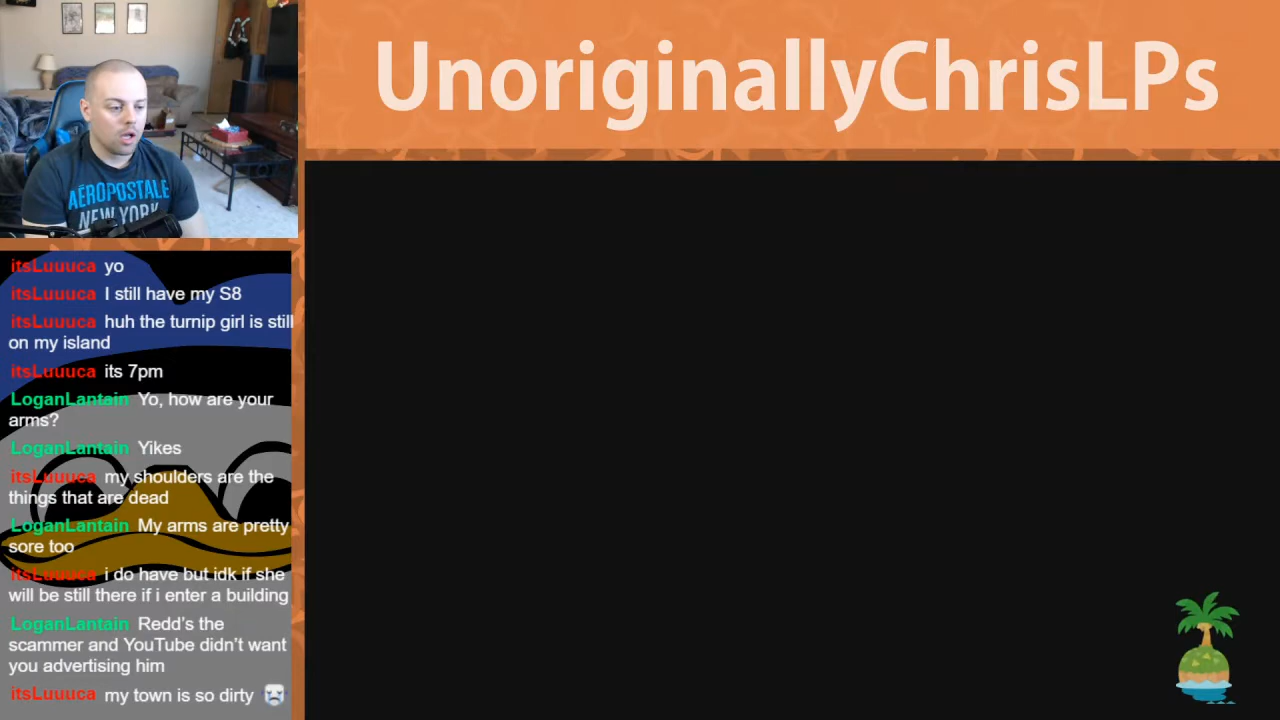 UnoriginallyChrisLPs
AÉROPOSTALE
NEW YORK
itsLuuuca yo
itsLuuuca I still have my S8
itsLuuuca huh the turnip girl is still
on my island
itsLuuuca its 7pm
LoganLantain Yo, how are your
arms?
LoganLantain Yikes
itsLuuuca my shoulders are the
things that are dead
LoganLantain My arms are pretty
sore too
itsLuuuca i do have but idk if she
will be still there if i enter a building
LoganLantain Redd's the
scammer and YouTube didn't want
you advertising him
itsLuuuca my town is so dirty